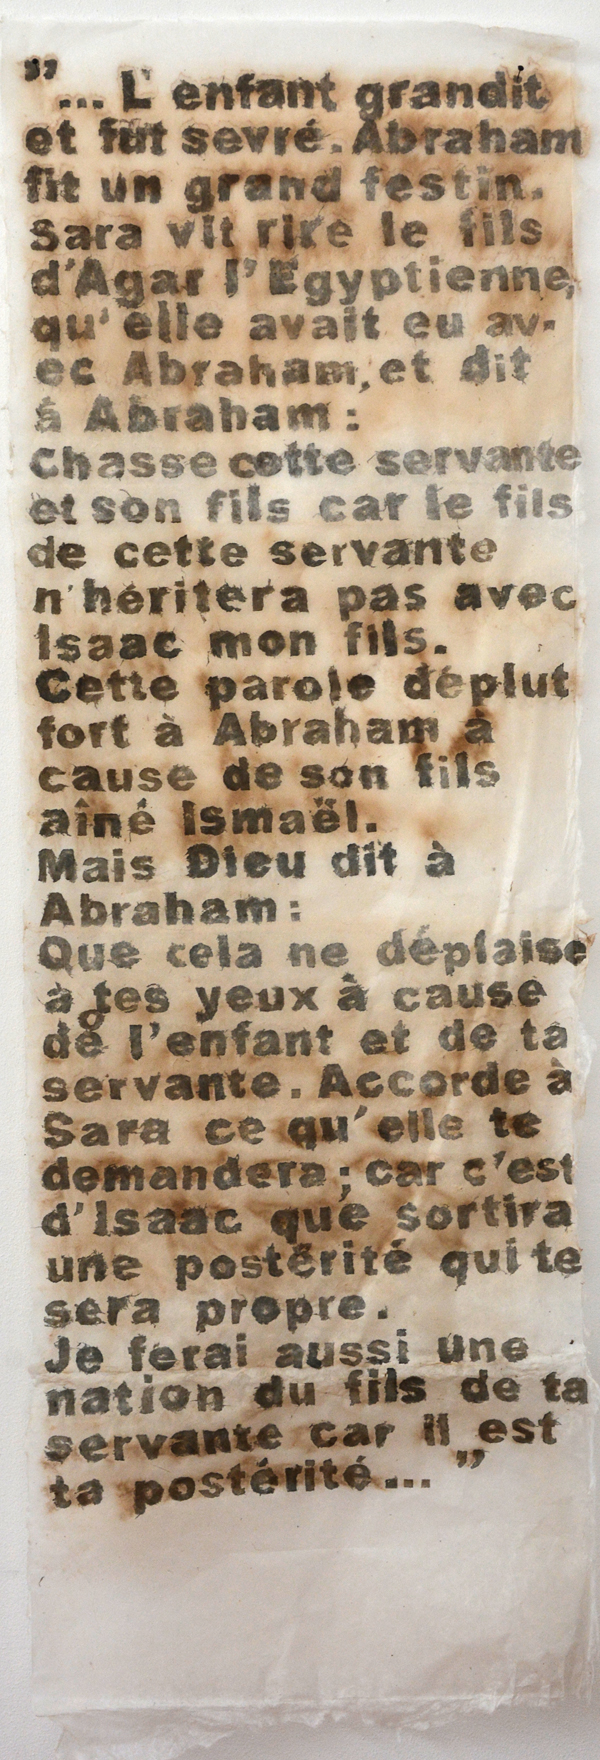 ”... L'enfant grandit
et fut sevré. Abraham
fit un grand festin.
Sara vit rire le fils
d'Agar l'Egyptienne,
qu'elle avait eu av-
ec Abraham, et dit
à Abraham :
Chasse cette servante
et son fils car le fils
de cette servante
n'héritera pas avec
Isaac mon fils.
Cette parole déplut
fort à Abraham à
cause de son fils
aîné Ismaël.
Mais Dieu dit à
Abraham :
Que cela ne déplaise
à tes yeux à cause
de l'enfant et de ta
servante. Accorde à
Sara ce qu'elle te
demandera ; car c'est
d'Isaac que sortira
une postérité qui te
sera propre.
Je ferai aussi une
nation du fils de ta
servante car il est
ta postérité... ”